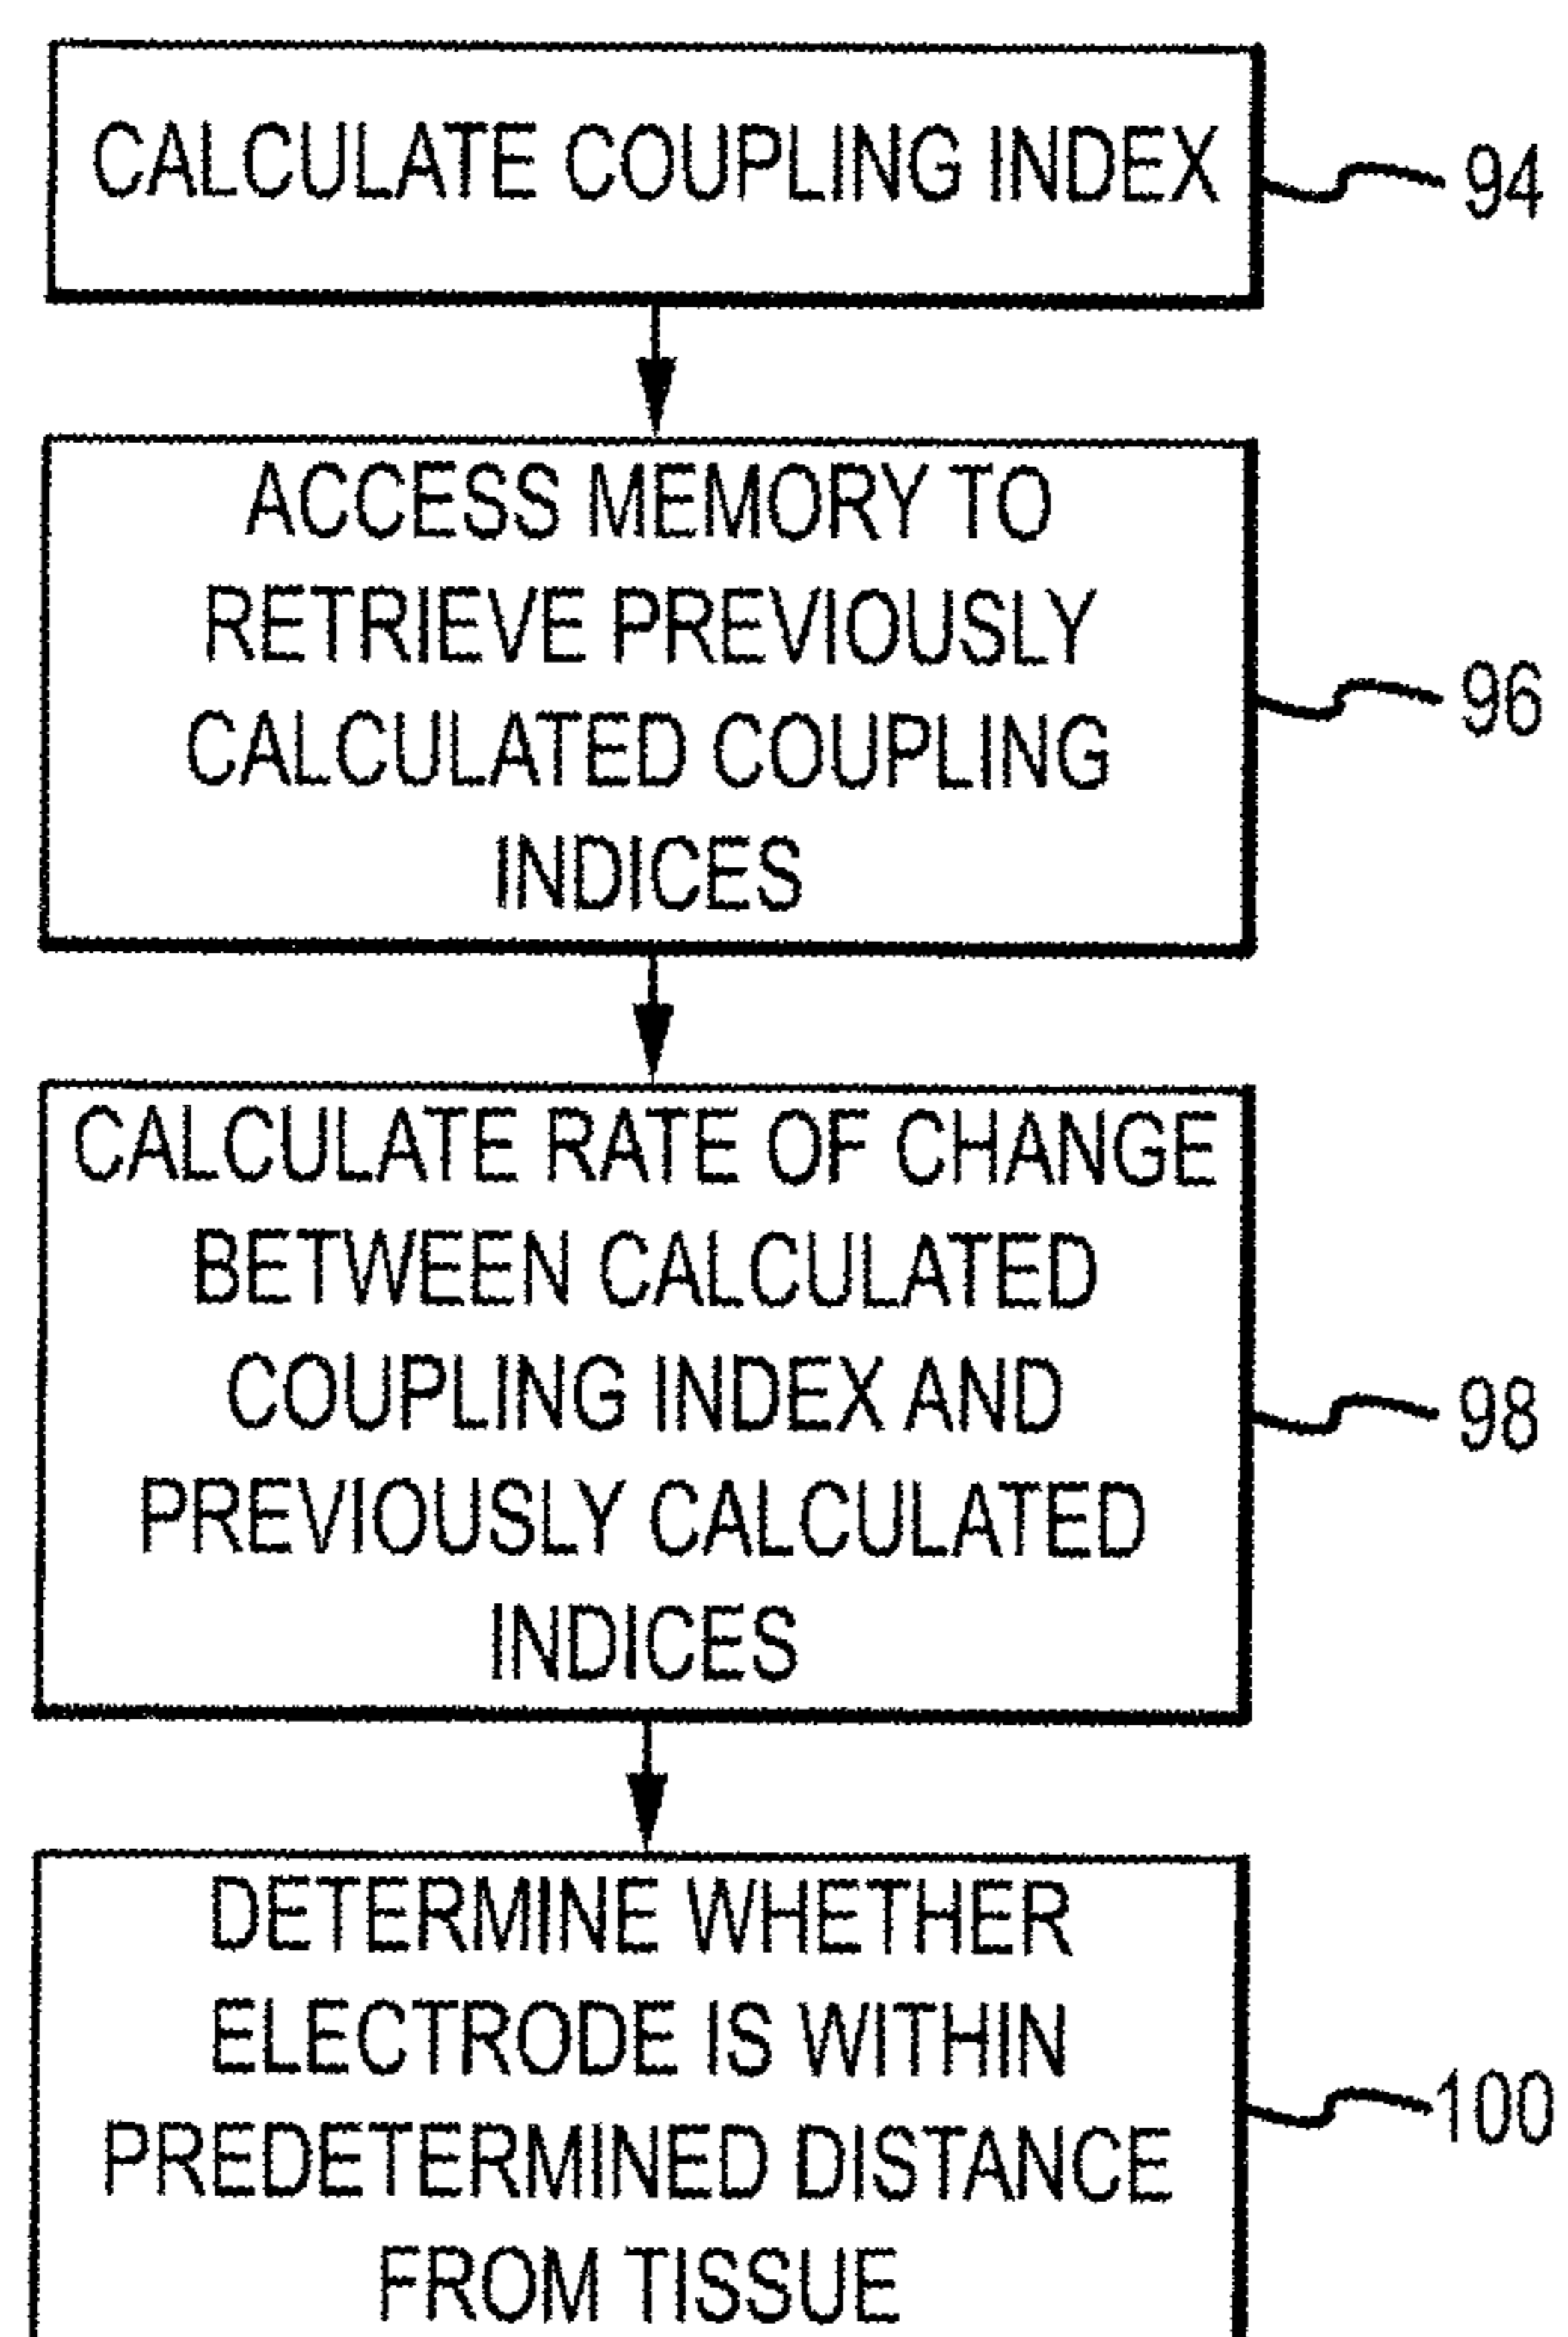 CALCULATE COUPLING INDEX
94
ACCESS MEMORY TO
RETRIEVE PREVIOUSLY
CALCULATED COUPLING
INDICES
96
CALCULATE RATE OF CHANGE
BETWEEN CALCULATED
COUPLING INDEX AND
PREVIOUSLY CALCULATED
INDICES
98
DETERMINE WHETHER
ELECTRODE IS WITHIN
PREDETERMINED DISTANCE
FROM TISSUE
100